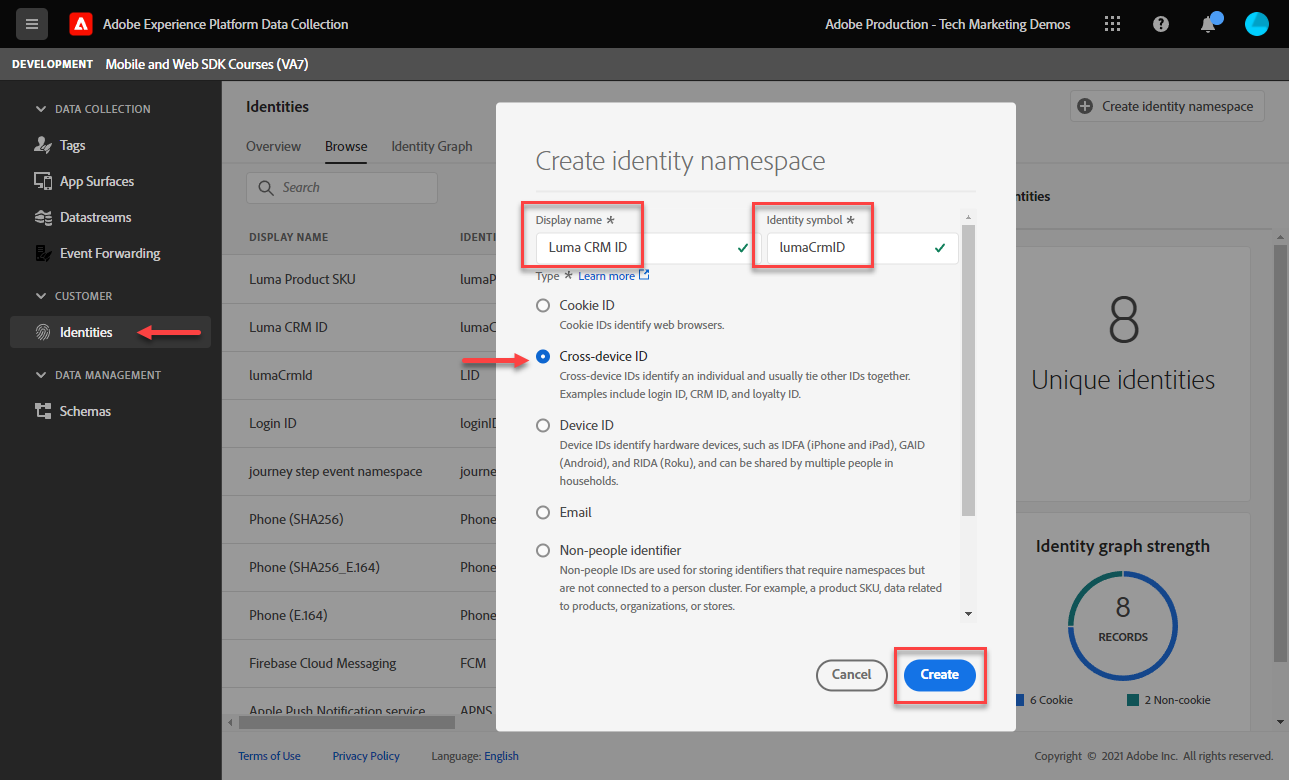 Adobe Experience Platform Data Collection
Adobe Production - Tech Marketing Demos
DEVELOPMENT Mobile and Web SDK Courses (VA7)
DATA COLLECTION
Tags
App Surfaces
Datastreams
Event Forwarding
CUSTOMER
Identities
DATA MANAGEMENT
Schemas
Identities
Create identity namespace
Overview Browse Identity Graph
Search
DISPLAY NAME IDENTI
Luma Product SKU lumaP
Luma CRM ID lumaC
lumaCrmId LID
Login ID loginID
journey step event namespace journe
Phone (SHA256) Phone
Phone (SHA256_E.164) Phone
Phone (E.164) Phone
Firebase Cloud Messaging FCM
Apple Push Notification service APNS
Create identity namespace
Display name * Identity symbol *
Luma CRM ID lumaCrmID
Type * Learn more
Cookie ID
Cookie IDs identify web browsers.
Cross-device ID
Cross-device IDs identify an individual and usually tie other IDs together.
Examples include login ID, CRM ID, and loyalty ID.
Device ID
Device IDs identify hardware devices, such as IDFA (iPhone and iPad), GAID
(Android), and RIDA (Roku), and can be shared by multiple people in
households.
Email
Non-people identifier
Non-people IDs are used for storing identifiers that require namespaces but
are not connected to a person cluster. For example, a product SKU, data related
to products, organizations, or stores.
Cancel Create
ntities
8
Unique identities
Identity graph strength
8
RECORDS
6 Cookie 2 Non-cookie
Terms of Use Privacy Policy Language: English
Copyright © 2021 Adobe Inc. All rights reserved.